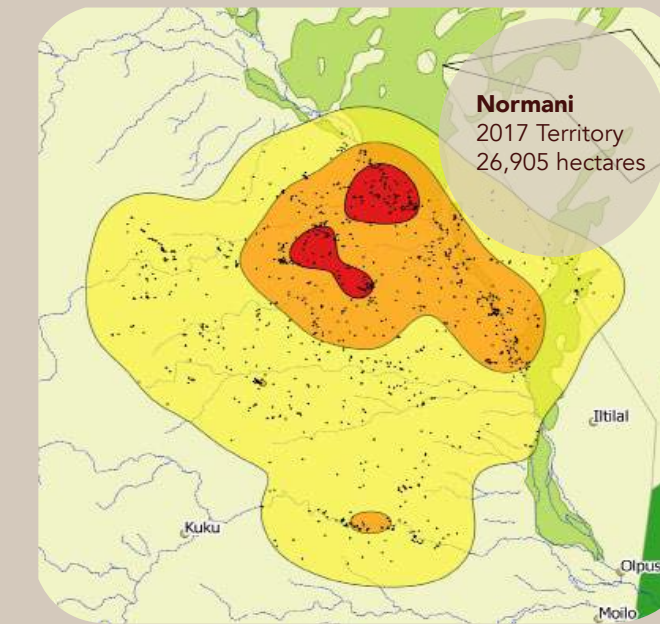 Normani
2017 Territory
26,905 hectares
Iltilal
Kuku
Olpus
Moilo